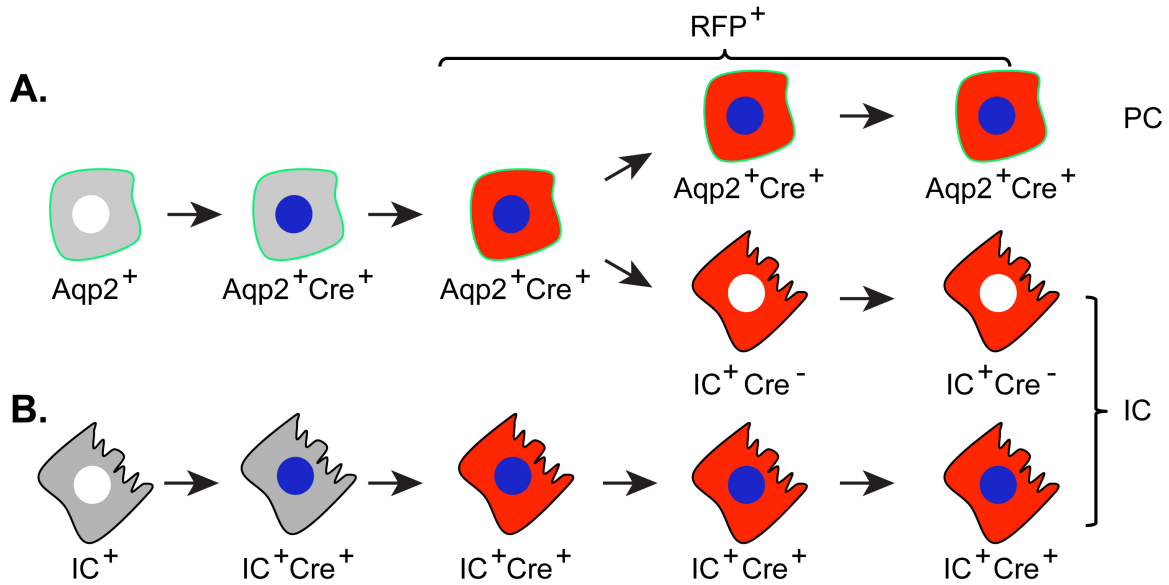 RFP+
A.
PC
Aqp2+Cre+
Aqp2+Cre+
Aqp2+
Aqp2+Cre+
Aqp2+Cre+
IC+Cre-
IC+Cre-
IC
B.
IC+
IC+Cre+
IC+Cre+
IC+Cre+
IC+Cre+